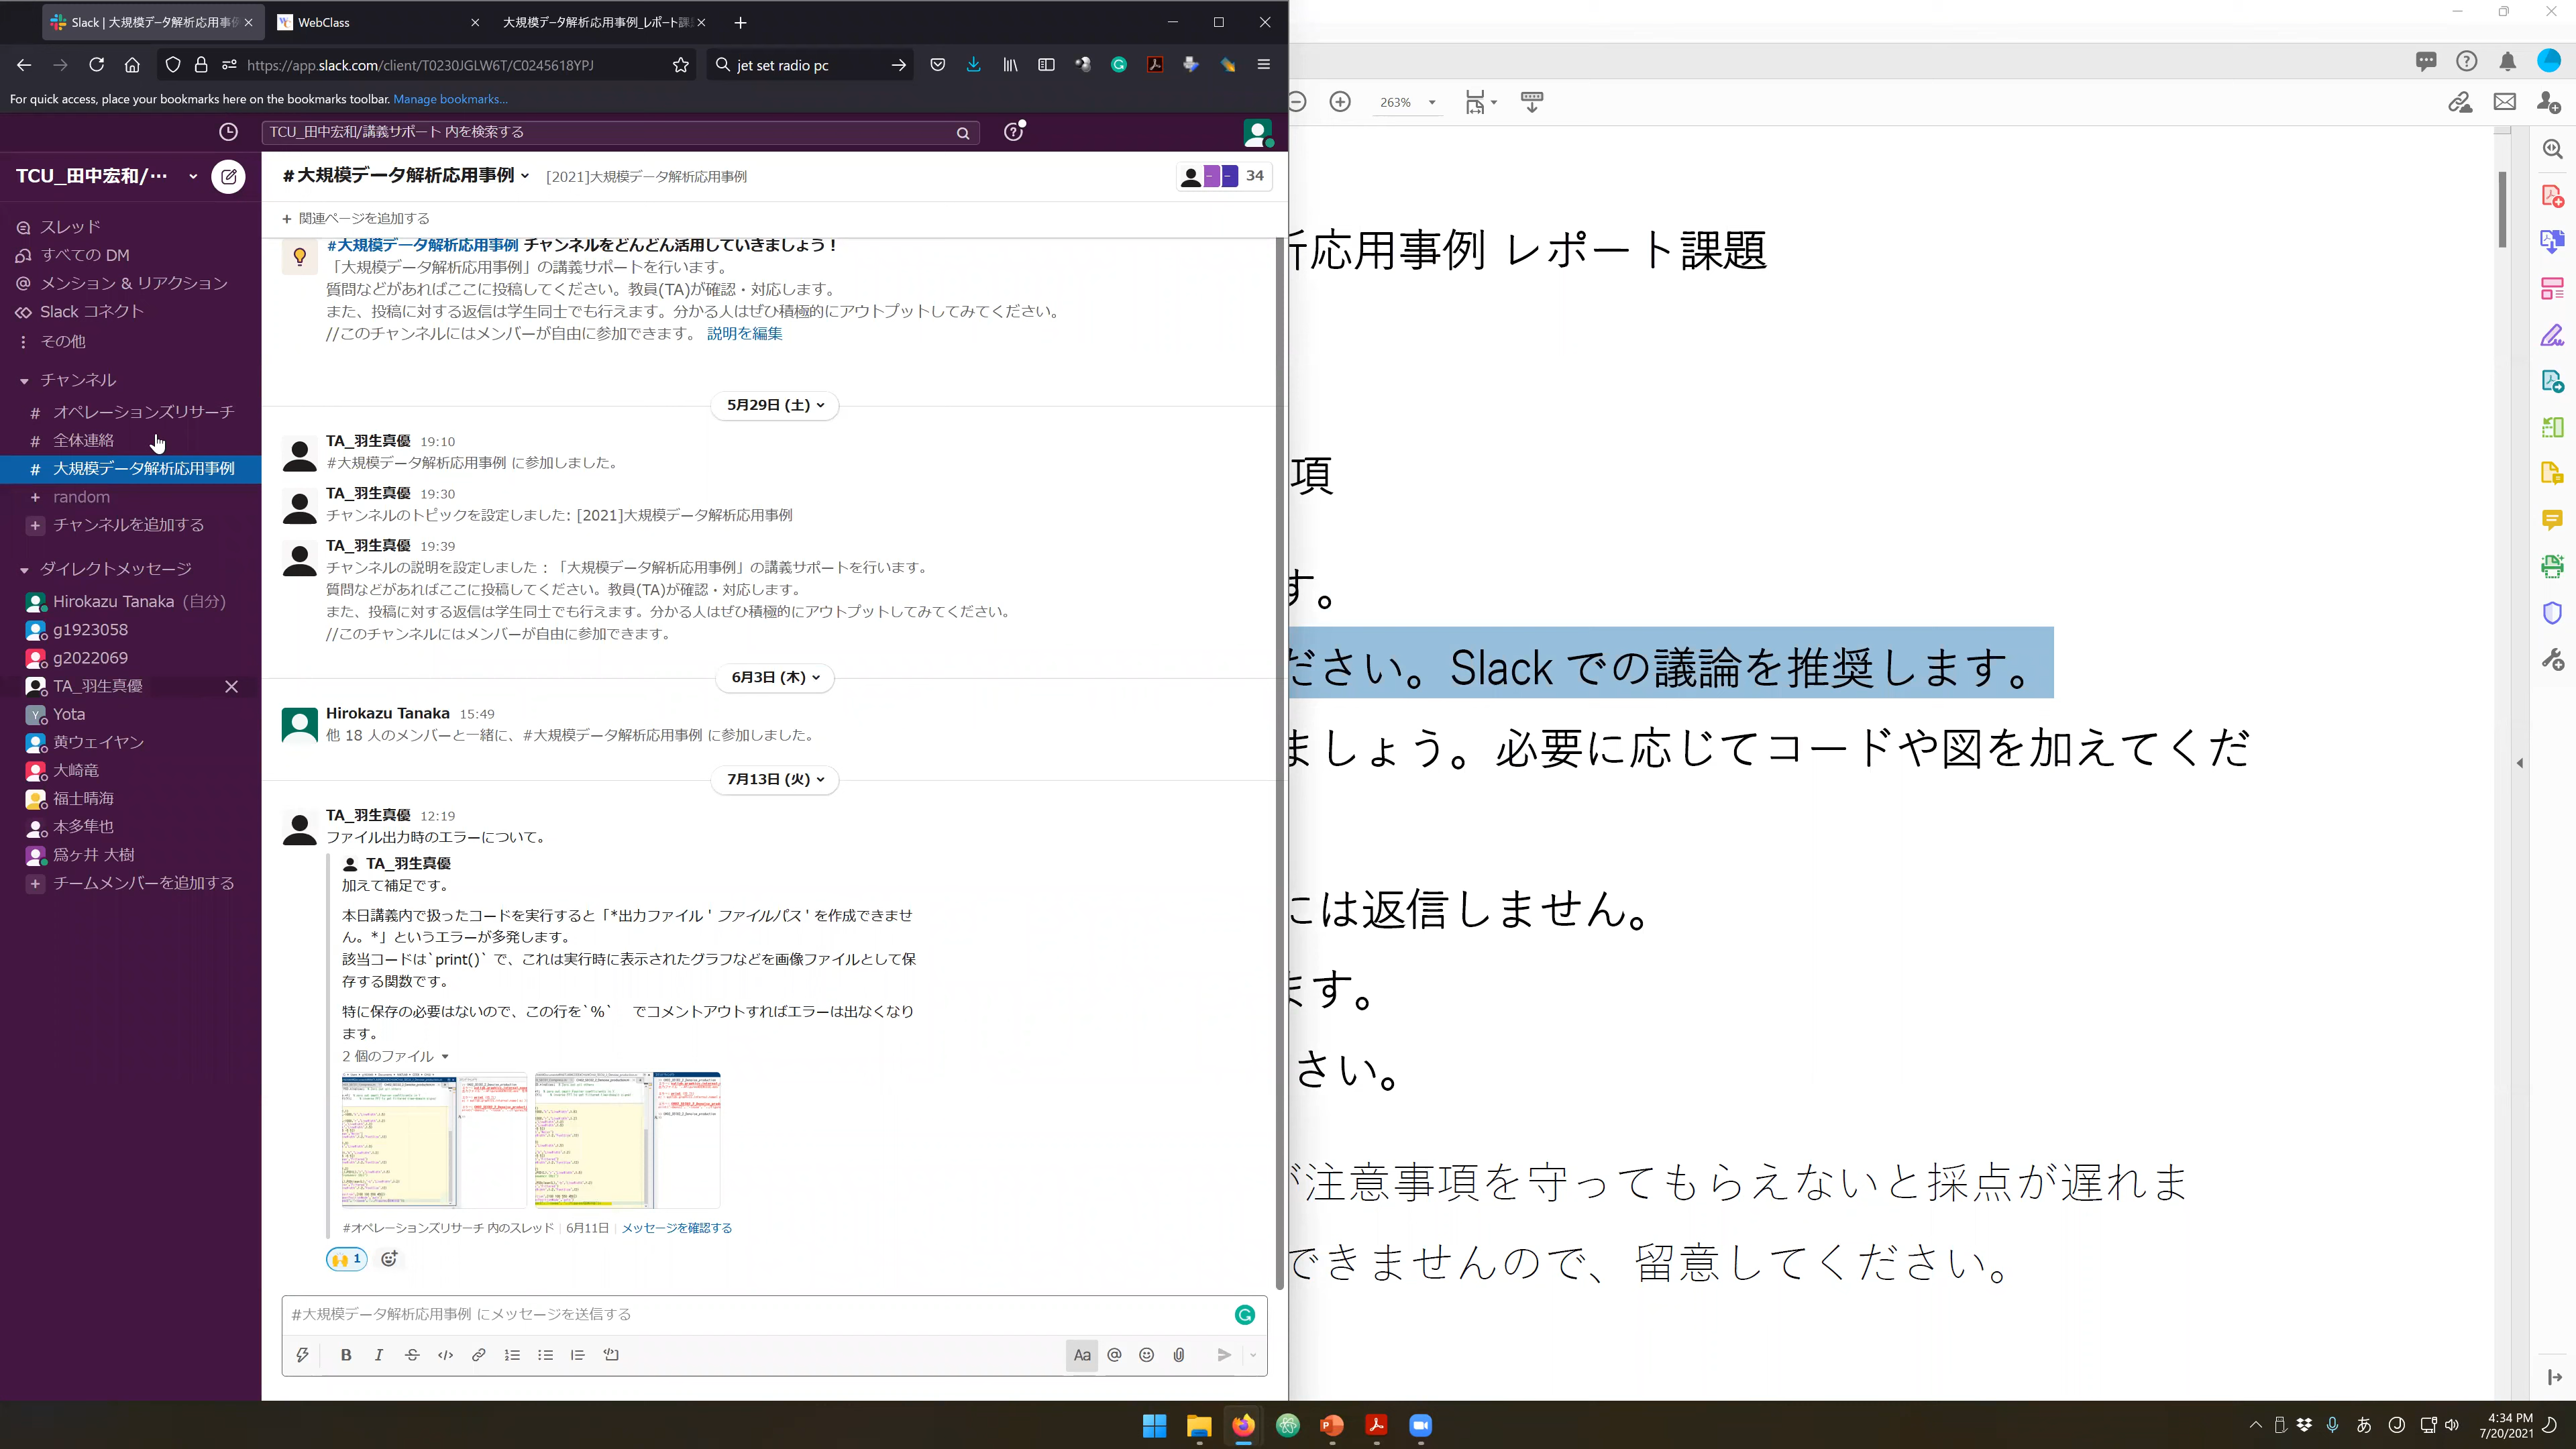 Slack | 大規模データ解析応用事例
WebClass
大規模データ解析応用事例_レポート課
https://app.slack.com/client/T0230JGLW6T/C0245618YPJ
jet set radio pc
For quick access, place your bookmarks here on the bookmarks toolbar. Manage bookmarks...
TCU_田中宏和/講義サポート 内を検索する
TCU_田中宏和/…
スレッド
すべての DM
メンション & リアクション
Slack コネクト
その他
チャンネル
# オペレーションズリサーチ
# 全体連絡
# 大規模データ解析応用事例
+ random
+ チャンネルを追加する
ダイレクトメッセージ
Hirokazu Tanaka (自分)
g1923058
g2022069
TA_羽生真優
Y Yota
黄ウェイヤン
大崎竜
福士晴海
本多隼也
爲ヶ井 大樹
+ チームメンバーを追加する
#大規模データ解析応用事例
[2021]大規模データ解析応用事例
34
+ 関連ページを追加する
#大規模データ解析応用事例 チャンネルをどんどん活用していきましょう！
「大規模データ解析応用事例」の講義サポートを行います。
質問などがあればここに投稿してください。教員(TA)が確認・対応します。
また、投稿に対する返信は学生同士でも行えます。分かる人はぜひ積極的にアウトプットしてみてください。
//このチャンネルにはメンバーが自由に参加できます。 説明を編集
5月29日 (土)
TA_羽生真優 19:10
#大規模データ解析応用事例 に参加しました。
TA_羽生真優 19:30
チャンネルのトピックを設定しました: [2021]大規模データ解析応用事例
TA_羽生真優 19:39
チャンネルの説明を設定しました：「大規模データ解析応用事例」の講義サポートを行います。
質問などがあればここに投稿してください。教員(TA)が確認・対応します。
また、投稿に対する返信は学生同士でも行えます。分かる人はぜひ積極的にアウトプットしてみてください。
//このチャンネルにはメンバーが自由に参加できます。
6月3日 (木)
Hirokazu Tanaka 15:49
他 18 人のメンバーと一緒に、#大規模データ解析応用事例 に参加しました。
7月13日 (火)
TA_羽生真優 12:19
ファイル出力時のエラーについて。
TA_羽生真優
加えて補足です。
本日講義内で扱ったコードを実行すると「*出力ファイル ' ファイルパス ' を作成できませ
ん。*」というエラーが多発します。
該当コードは`print()` で、これは実行時に表示されたグラフなどを画像ファイルとして保
存する関数です。
特に保存の必要はないので、この行を`%` でコメントアウトすればエラーは出なくなり
ます。
2 個のファイル
#オペレーションズリサーチ 内のスレッド | 6月11日 | メッセージを確認する
1
#大規模データ解析応用事例 にメッセージを送信する
B I Aa @
263%
析応用事例 レポート課題
項
す。
ださい。Slack での議論を推奨します。
ましょう。必要に応じてコードや図を加えてくだ
には返信しません。
ます。
さい。
が注意事項を守ってもらえないと採点が遅れま
できませんので、留意してください。
あ
4:34 PM
7/20/2021